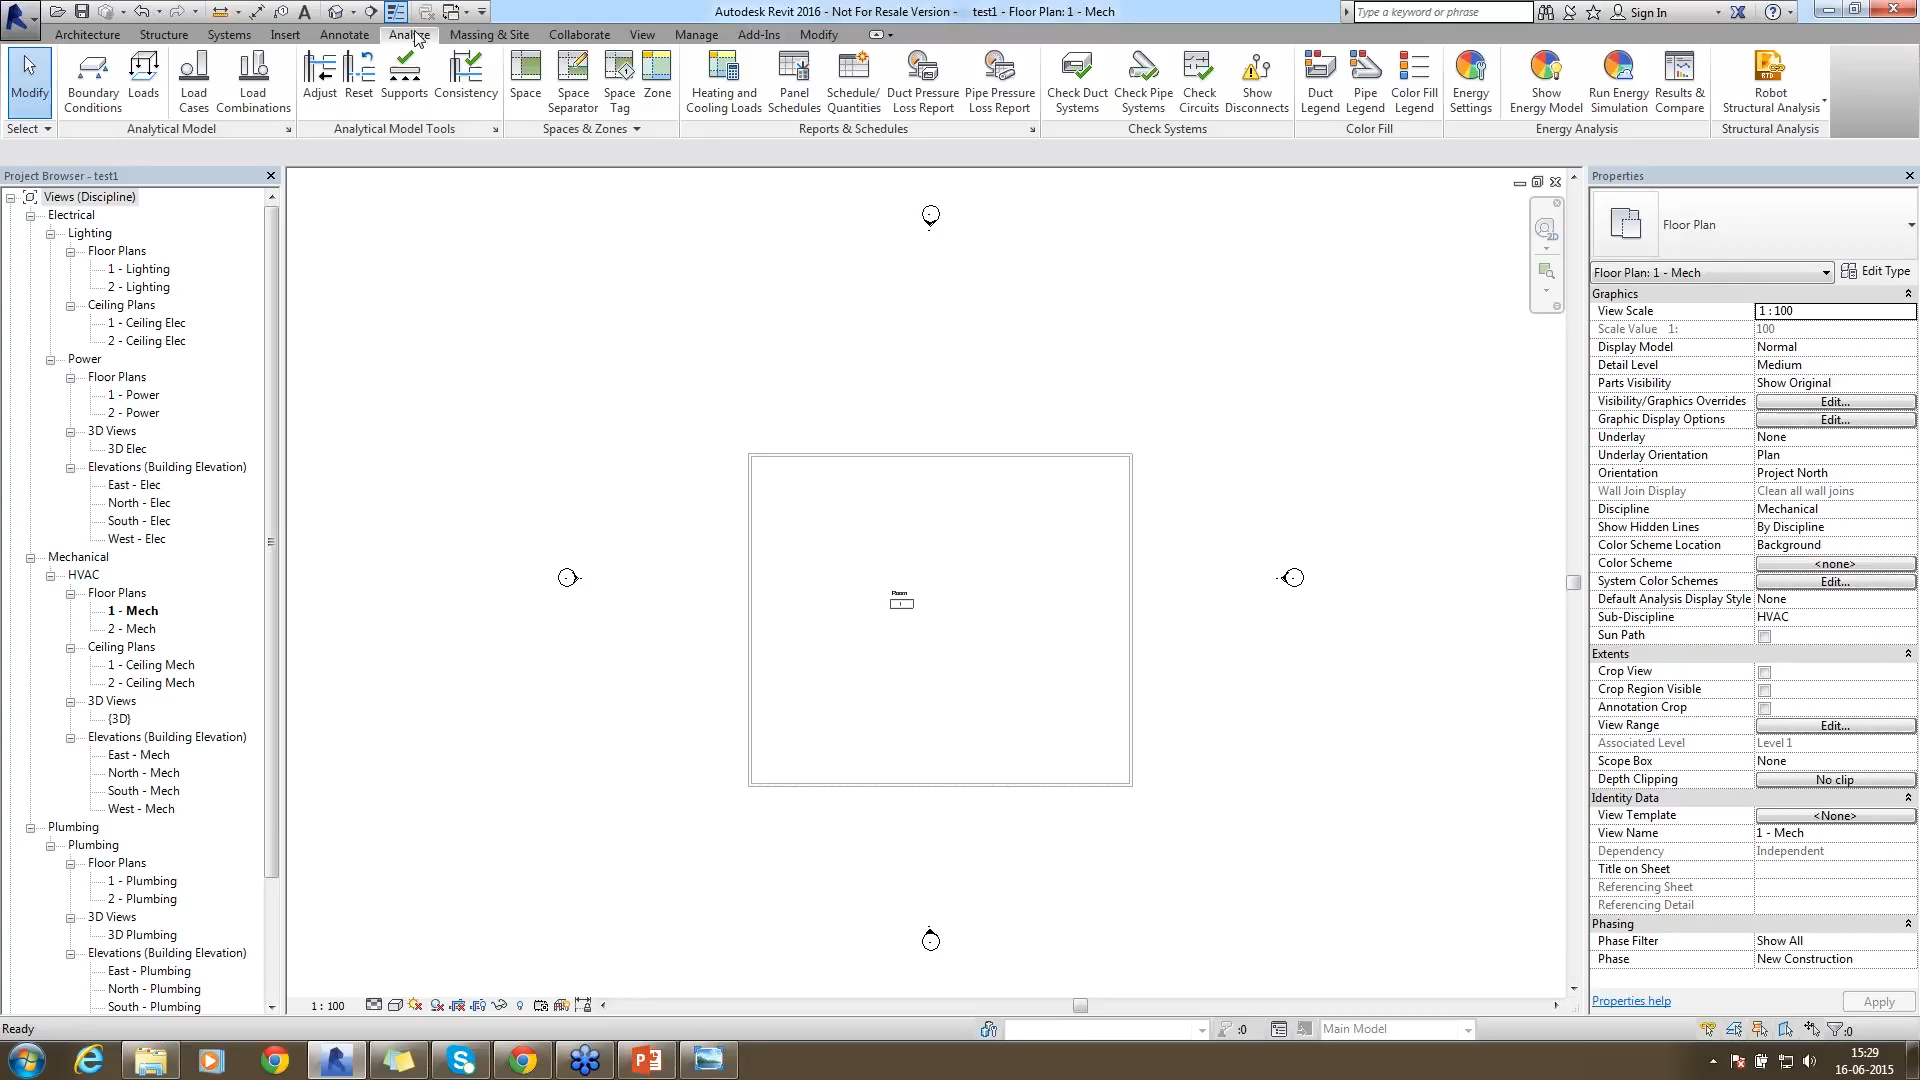 Autodesk Revit 2016 - Not For Resale Version - test1 - Floor Plan: 1 - Mech
Type a keyword or phrase
Sign In
Architecture Structure Systems Insert Annotate Analyze Massing & Site Collaborate View Manage Add-Ins Modify
Modify
Boundary Conditions
Loads
Load Cases
Load Combinations
Adjust
Reset
Supports
Consistency
Space
Space Separator
Space Tag
Zone
Heating and Cooling Loads
Panel Schedules
Schedule/ Quantities
Duct Pressure Loss Report
Pipe Pressure Loss Report
Check Duct Systems
Check Pipe Systems
Check Circuits
Show Disconnects
Duct Legend
Pipe Legend
Color Fill Legend
Energy Settings
Show Energy Model
Run Energy Simulation
Results & Compare
Robot Structural Analysis
Select
Analytical Model
Analytical Model Tools
Spaces & Zones
Reports & Schedules
Check Systems
Color Fill
Energy Analysis
Structural Analysis
Project Browser - test1
Views (Discipline)
Electrical
Lighting
Floor Plans
1 - Lighting
2 - Lighting
Ceiling Plans
1 - Ceiling Elec
2 - Ceiling Elec
Power
Floor Plans
1 - Power
2 - Power
3D Views
3D Elec
Elevations (Building Elevation)
East - Elec
North - Elec
South - Elec
West - Elec
Mechanical
HVAC
Floor Plans
1 - Mech
2 - Mech
Ceiling Plans
1 - Ceiling Mech
2 - Ceiling Mech
3D Views
{3D}
Elevations (Building Elevation)
East - Mech
North - Mech
South - Mech
West - Mech
Plumbing
Plumbing
Floor Plans
1 - Plumbing
2 - Plumbing
3D Views
3D Plumbing
Elevations (Building Elevation)
East - Plumbing
North - Plumbing
South - Plumbing
2D
Room
1
1 : 100
Properties
Floor Plan
Floor Plan: 1 - Mech
Edit Type
Graphics
View Scale 1 : 100
Scale Value 1: 100
Display Model Normal
Detail Level Medium
Parts Visibility Show Original
Visibility/Graphics Overrides Edit...
Graphic Display Options Edit...
Underlay None
Underlay Orientation Plan
Orientation Project North
Wall Join Display Clean all wall joins
Discipline Mechanical
Show Hidden Lines By Discipline
Color Scheme Location Background
Color Scheme <none>
System Color Schemes Edit...
Default Analysis Display Style None
Sub-Discipline HVAC
Sun Path
Extents
Crop View
Crop Region Visible
Annotation Crop
View Range Edit...
Associated Level Level 1
Scope Box None
Depth Clipping No clip
Identity Data
View Template <None>
View Name 1 - Mech
Dependency Independent
Title on Sheet
Referencing Sheet
Referencing Detail
Phasing
Phase Filter Show All
Phase New Construction
Properties help
Apply
Ready
:0
Main Model
:0
15:29
16-06-2015